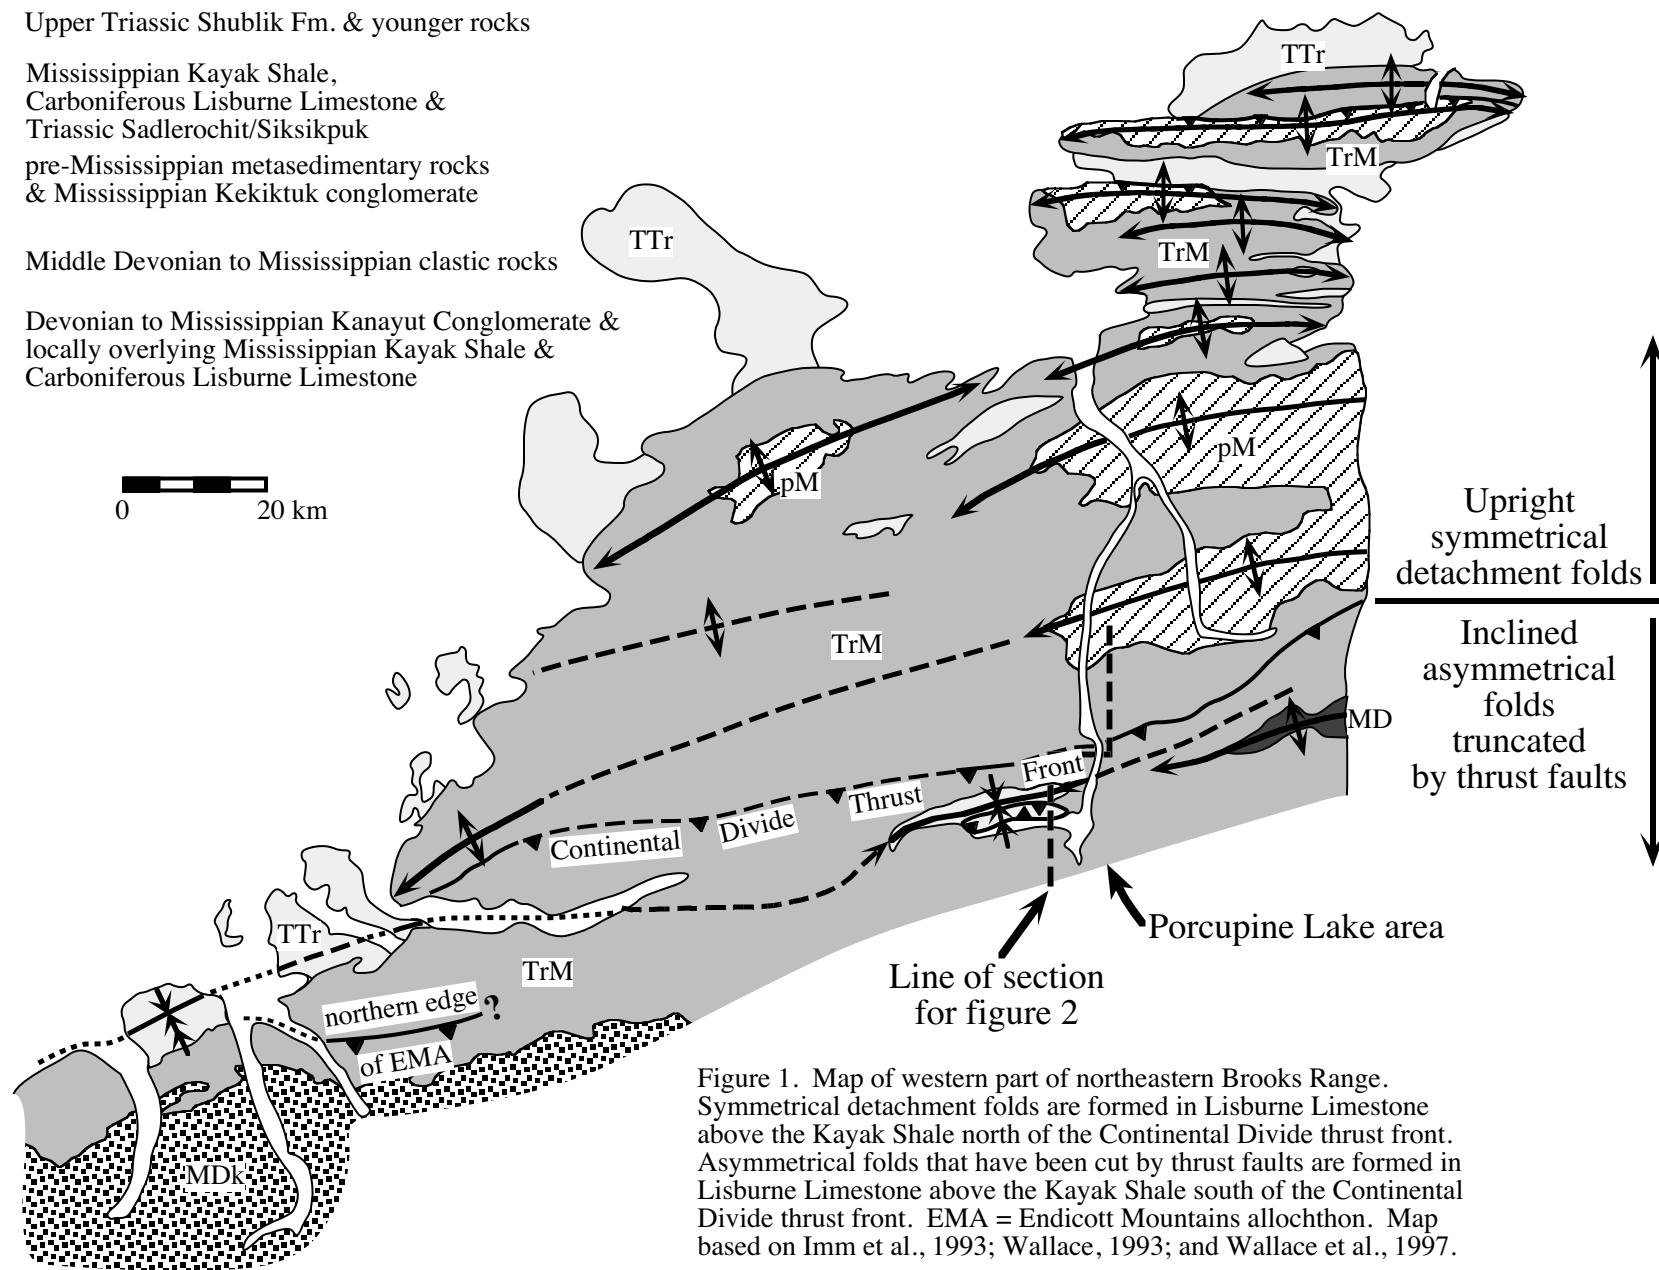 Upper Triassic Shublik Fm. & younger rocks
Mississippian Kayak Shale,
Carboniferous Lisburne Limestone &
Triassic Sadlerochit/Siksikpuk
pre-Mississippian metasedimentary rocks
& Mississippian Kekiktuk conglomerate
Middle Devonian to Mississippian clastic rocks
Devonian to Mississippian Kanayut Conglomerate &
locally overlying Mississippian Kayak Shale &
Carboniferous Lisburne Limestone
0 20 km
TTr
TrM
TTr
TrM
pM
pM
Upright
symmetrical
detachment folds
TrM
Inclined
asymmetrical
folds
truncated
by thrust faults
MD
Continental Divide Thrust Front
TTr
TrM
northern edge ?
of EMA
MDk
Porcupine Lake area
Line of section
for figure 2
Figure 1. Map of western part of northeastern Brooks Range.
Symmetrical detachment folds are formed in Lisburne Limestone
above the Kayak Shale north of the Continental Divide thrust front.
Asymmetrical folds that have been cut by thrust faults are formed in
Lisburne Limestone above the Kayak Shale south of the Continental
Divide thrust front. EMA = Endicott Mountains allochthon. Map
based on Imm et al., 1993; Wallace, 1993; and Wallace et al., 1997.